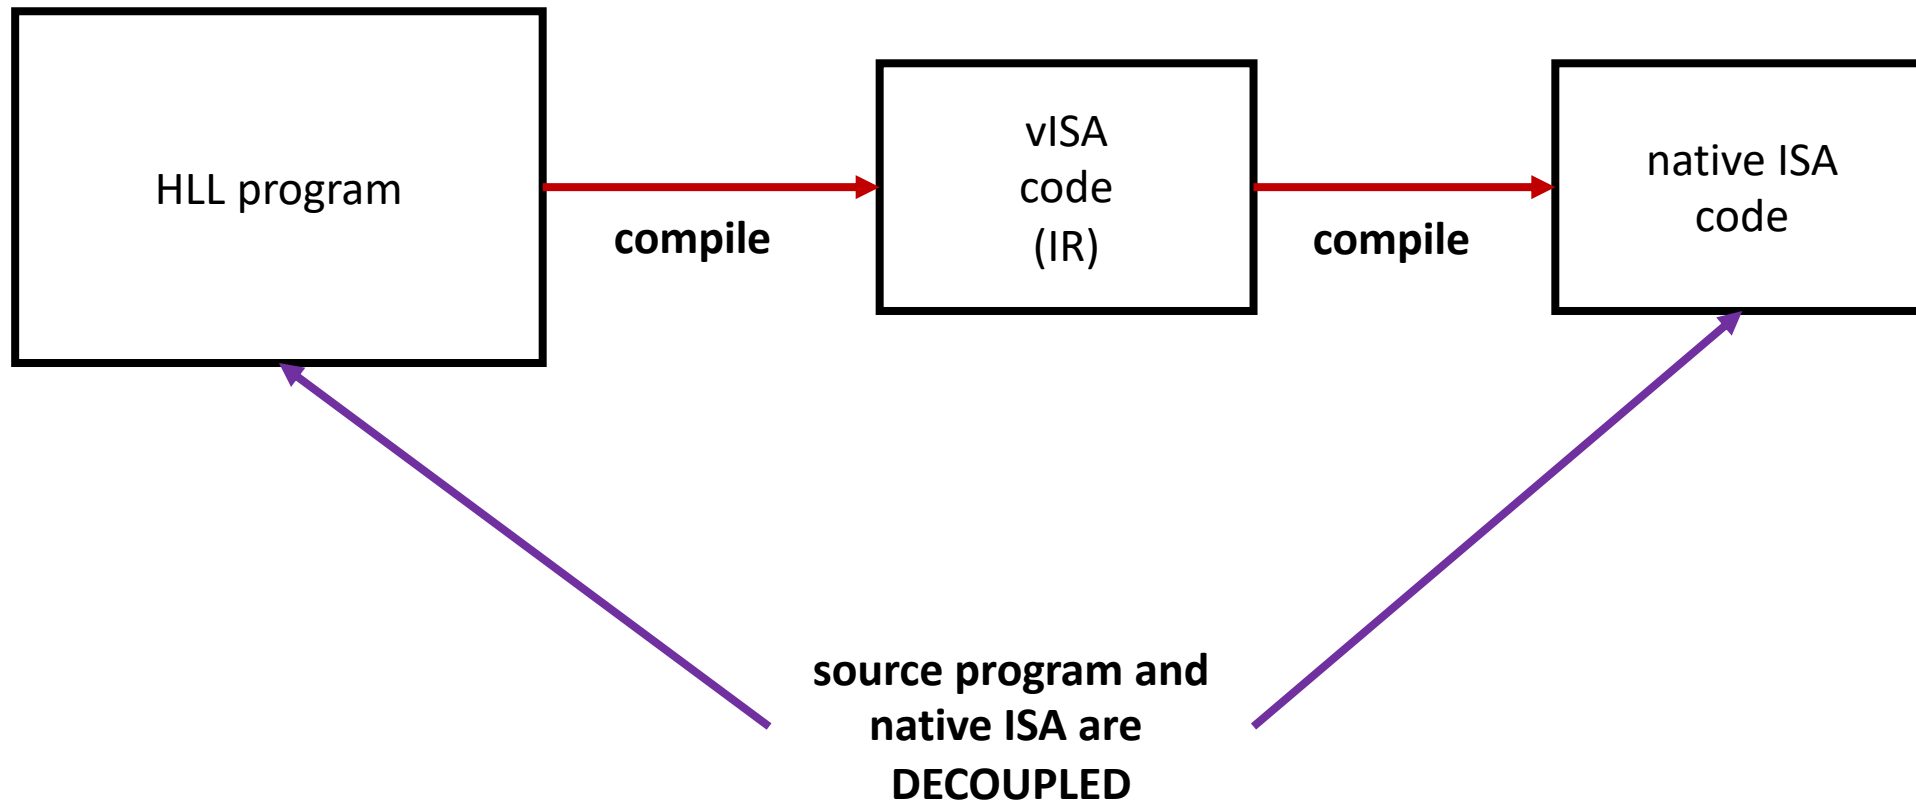 HLL program
compile
vISA
code
(IR)
compile
native ISA
code
source program and
native ISA are
DECOUPLED